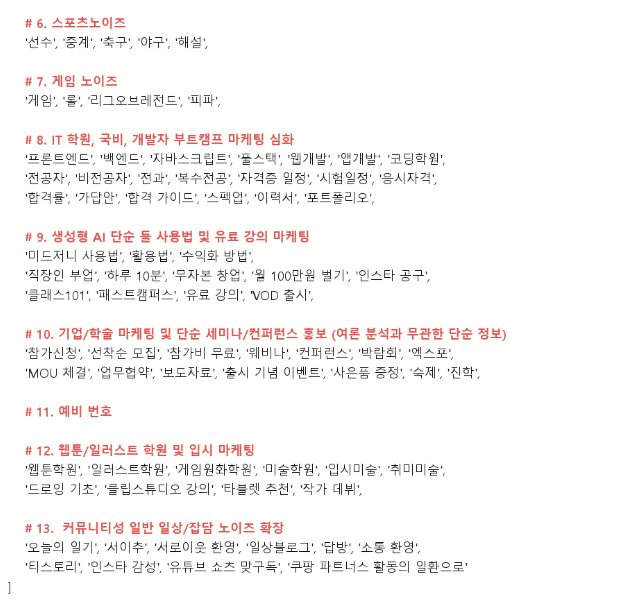 # 6. 스포츠노이즈
'선수', '중계', '축구', '야구', '해설',
# 7. 게임 노이즈
'게임', '롤', '리그오브레전드', '피파',
# 8. IT 학원, 국비, 개발자 부트캠프 마케팅 심화
'프론트엔드', '백엔드', '자바스크립트', '풀스택', '웹개발', '앱개발', '코딩학원',
'전공자', '비전공자', '전과', '복수전공', '자격증 일정', '시험일정', '응시자격',
'합격률', '가답안', '합격 가이드', '스펙업', '이력서', '포트폴리오',
# 9. 생성형 AI 단순 툴 사용법 및 유료 강의 마케팅
'미드저니 사용법', '활용법', '수익화 방법',
'직장인 부업', '하루 10분', '무자본 창업', '월 100만원 벌기', '인스타 공구',
'클래스101', '패스트캠퍼스', '유료 강의', 'VOD 출시',
# 10. 기업/학술 마케팅 및 단순 세미나/컨퍼런스 홍보 (여론 분석과 무관한 단순 정보)
'참가신청', '선착순 모집', '참가비 무료', '웨비나', '컨퍼런스', '박람회', '엑스포',
'MOU 체결', '업무협약', '보도자료', '출시 기념 이벤트', '사은품 증정', '숙제', '진학',
# 11. 예비 번호
# 12. 웹툰/일러스트 학원 및 입시 마케팅
'웹툰학원', '일러스트학원', '게임원화학원', '미술학원', '입시미술', '취미미술',
'드로잉 기초', '클립스튜디오 강의', '타블렛 추천', '작가 데뷔',
# 13.  커뮤니티성 일반 일상/잡담 노이즈 확장
'오늘의 일기', '서이추', '서로이웃 환영', '일상블로그', '답방', '소통 환영',
'티스토리', '인스타 감성', '유튜브 쇼츠 맞구독', '쿠팡 파트너스 활동의 일환으로'
]